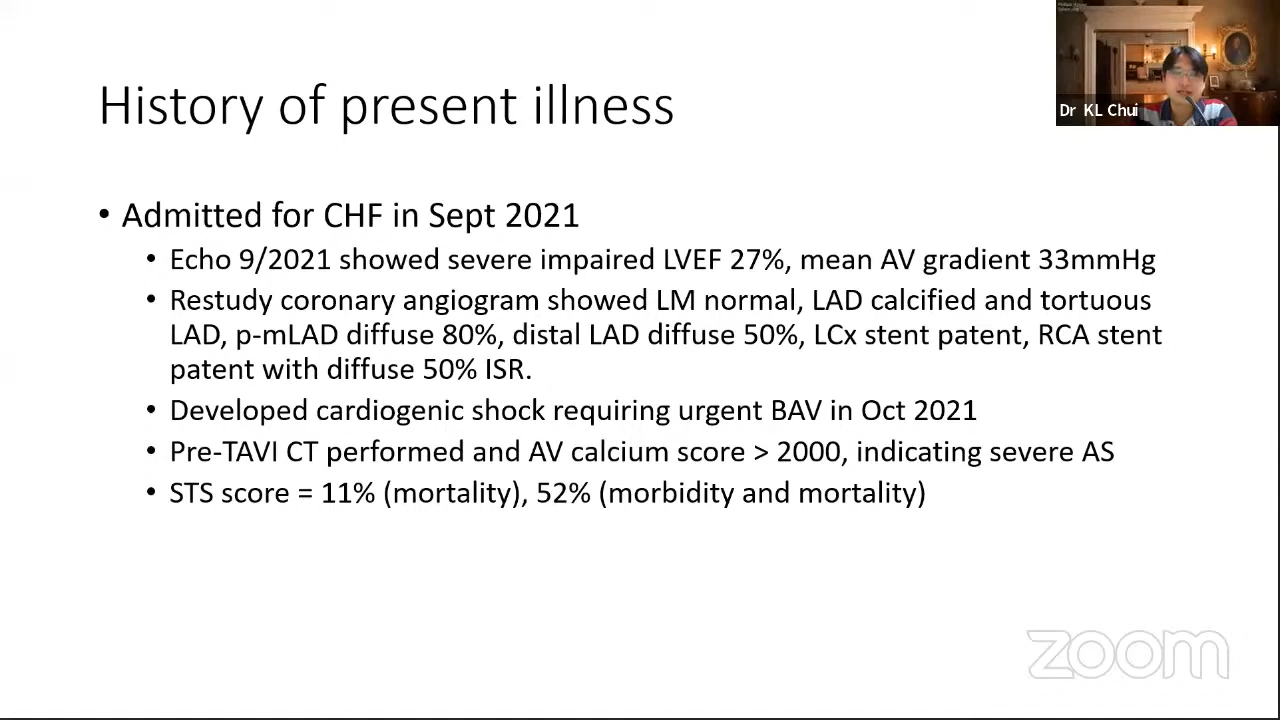 History of present illness
Dr KL Chui
• Admitted for CHF in Sept 2021
• Echo 9/2021 showed severe impaired LVEF 27%, mean AV gradient 33mmHg
• Restudy coronary angiogram showed LM normal, LAD calcified and tortuous
LAD, p-mLAD diffuse 80%, distal LAD diffuse 50%, LCx stent patent, RCA stent
patent with diffuse 50% ISR.
• Developed cardiogenic shock requiring urgent BAV in Oct 2021
• Pre-TAVI CT performed and AV calcium score > 2000, indicating severe AS
• STS score = 11% (mortality), 52% (morbidity and mortality)
zoom